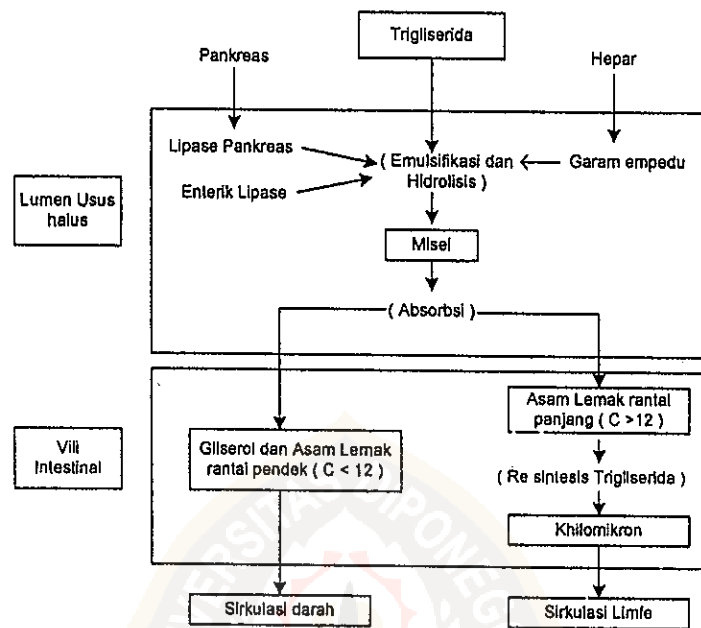 Trigliserida
Pankreas
Hepar
Lipase Pankreas
( Emulsifikasi dan
Hidrolisis )
Garam empedu
Enterik Lipase
Lumen Usus
halus
Misel
( Absorbsi )
Asam Lemak rantai
panjang ( C >12 )
Vili
Intestinal
Gliserol dan Asam Lemak
rantai pendek ( C < 12 )
( Re sintesis Trigliserida )
Khilomikron
Sirkulasi darah
Sirkulasi Limfe